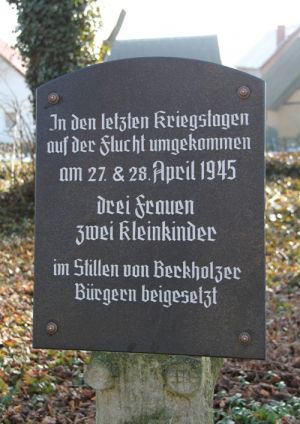 In den letzten Kriegstagen
auf der Flucht umgekommen
am 27. & 28. April 1945
drei Frauen
zwei Kleinkinder
im Stillen von Berkholzer
Bürgern beigesetzt